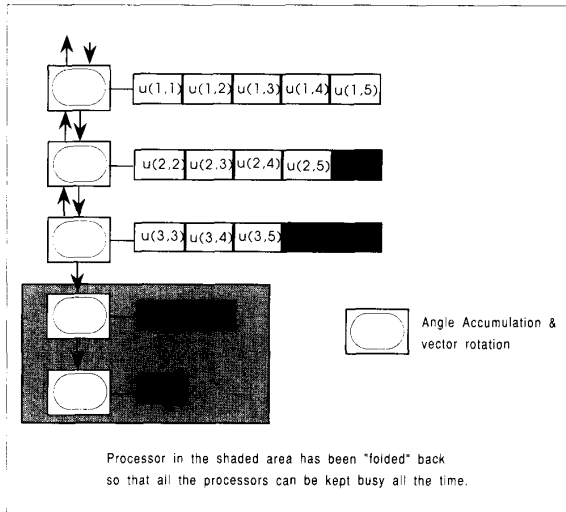 u(1,1) u(1,2) u(1,3) u(1,4) u(1,5)
u(2,2) u(2,3) u(2,4) u(2,5)
u(3,3) u(3,4) u(3,5)
Angle Accumulation &
vector rotation
Processor in the shaded area has been "folded" back
so that all the processors can be kept busy all the time.